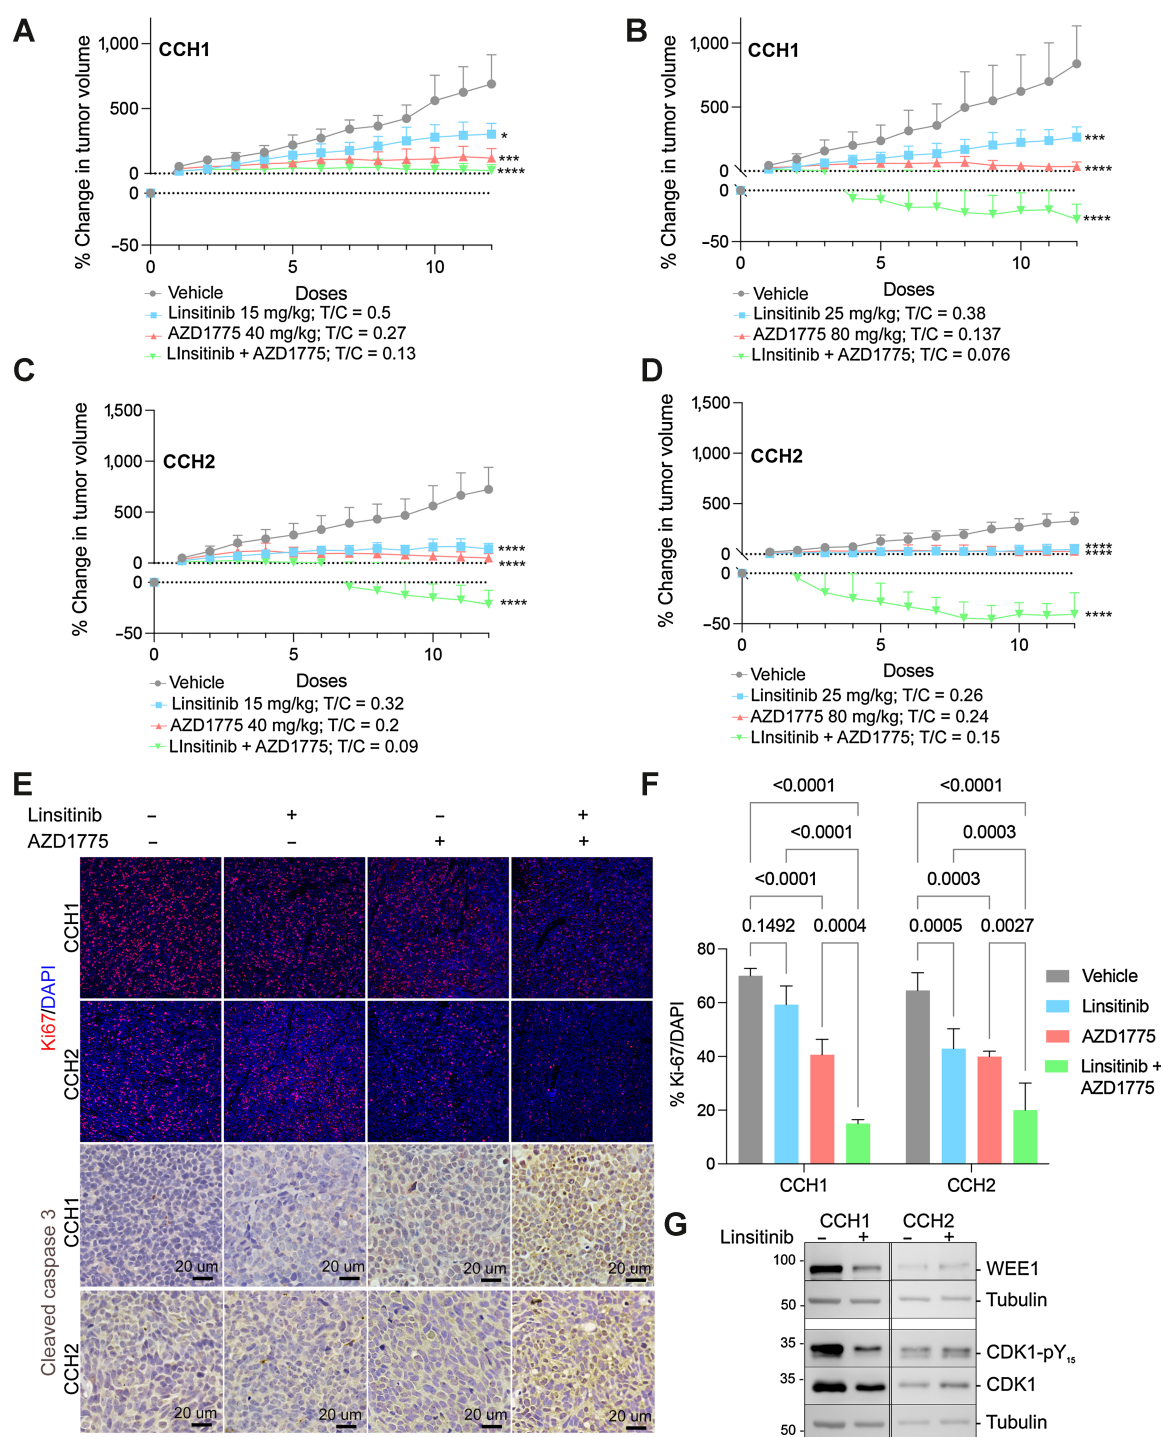 A
CCH1
% Change in tumor volume
1,000
500
0
0
–50
*
***
****
0
5
10
Doses
Vehicle
Linsitinib 15 mg/kg; T/C = 0.5
AZD1775 40 mg/kg; T/C = 0.27
LInsitinib + AZD1775; T/C = 0.13
B
CCH1
% Change in tumor volume
1,000
500
0
0
–50
***
****
****
0
5
10
Doses
Vehicle
Linsitinib 25 mg/kg; T/C = 0.38
AZD1775 80 mg/kg; T/C = 0.137
LInsitinib + AZD1775; T/C = 0.076
C
CCH2
% Change in tumor volume
1,500
1,000
500
0
0
–50
****
****
****
0
5
10
Doses
Vehicle
Linsitinib 15 mg/kg; T/C = 0.32
AZD1775 40 mg/kg; T/C = 0.2
LInsitinib + AZD1775; T/C = 0.09
D
CCH2
% Change in tumor volume
1,500
1,000
500
0
0
–50
****
****
****
0
5
10
Doses
Vehicle
Linsitinib 25 mg/kg; T/C = 0.26
AZD1775 80 mg/kg; T/C = 0.24
LInsitinib + AZD1775; T/C = 0.15
E
Linsitinib – + – +
AZD1775 – – + +
Ki67/DAPI
CCH1
CCH2
Cleaved caspase 3
CCH1
20 um 20 um 20 um 20 um
CCH2
20 um 20 um 20 um 20 um
F
<0.0001 <0.0001
<0.0001 0.0003
<0.0001 0.0003
0.1492 0.0004 0.0005 0.0027
% Ki-67/DAPI
80
60
40
20
0
CCH1 CCH2
Vehicle
Linsitinib
AZD1775
Linsitinib +
AZD1775
G
CCH1 CCH2
Linsitinib – + – +
100 WEE1
50 Tubulin
35 CDK1-pY15
35 CDK1
50 Tubulin